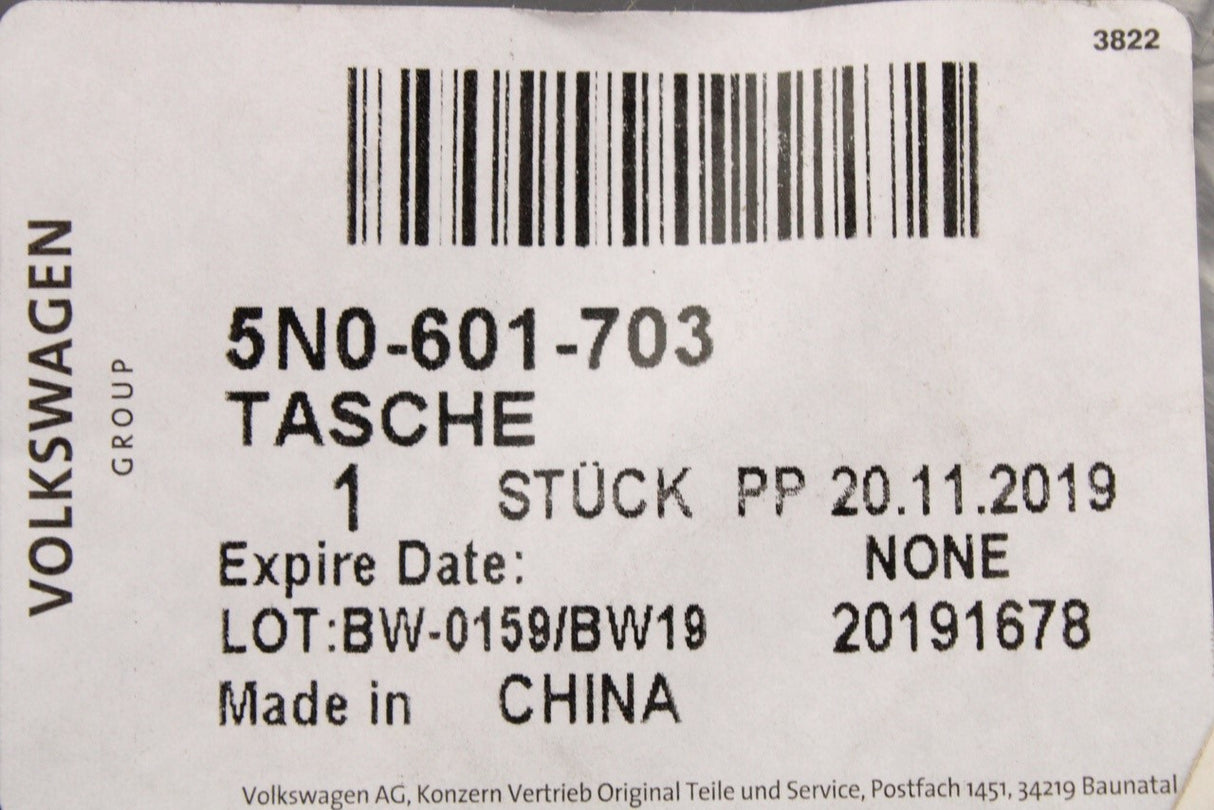 3822
VOLKSWAGEN
GROUP
5N0-601-703
TASCHE
1 STÜCK PP 20.11.2019
Expire Date: NONE
LOT:BW-0159/BW19 20191678
Made in CHINA
Volkswagen AG, Konzern Vertrieb Original Teile und Service, Postfach 1451, 34219 Baunatal